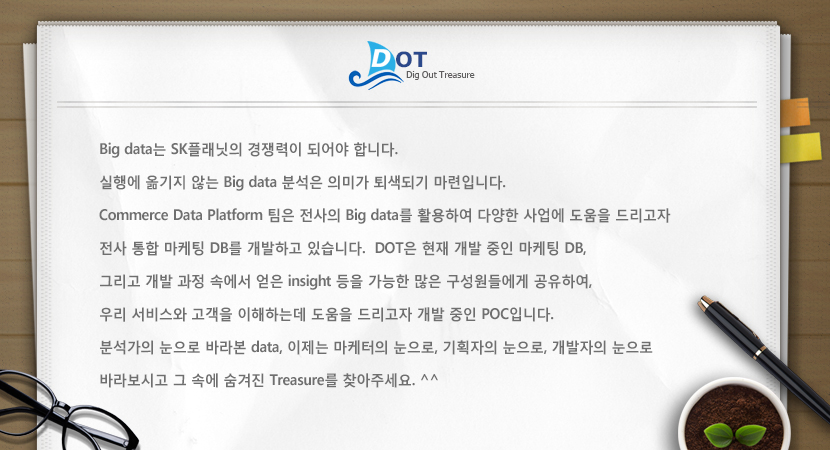 DOT
Dig Out Treasure
Big data는 SK플래닛의 경쟁력이 되어야 합니다.
실행에 옮기지 않는 Big data 분석은 의미가 퇴색되기 마련입니다.
Commerce Data Platform 팀은 전사의 Big data를 활용하여 다양한 사업에 도움을 드리고자
전사 통합 마케팅 DB를 개발하고 있습니다. DOT은 현재 개발 중인 마케팅 DB,
그리고 개발 과정 속에서 얻은 insight 등을 가능한 많은 구성원들에게 공유하여,
우리 서비스와 고객을 이해하는데 도움을 드리고자 개발 중인 POC입니다.
분석가의 눈으로 바라본 data, 이제는 마케터의 눈으로, 기획자의 눈으로, 개발자의 눈으로
바라보시고 그 속에 숨겨진 Treasure를 찾아주세요. ^^